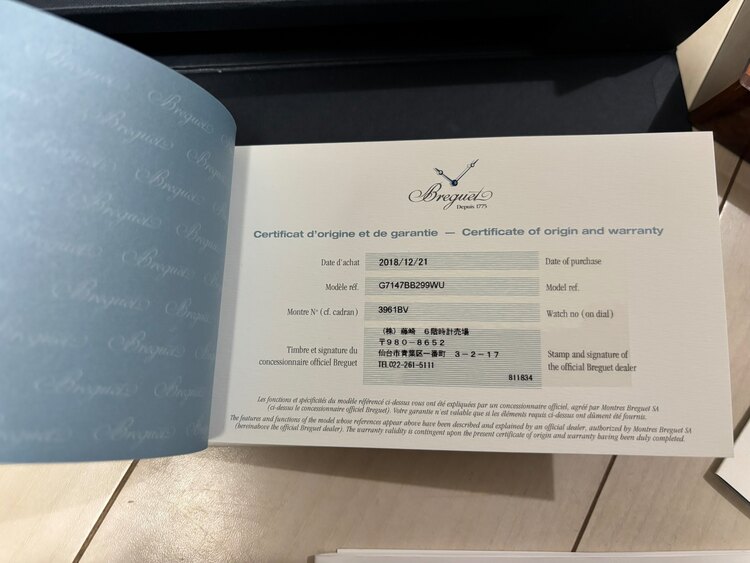 Breguet
Breguet
Breguet
Breguet
Breguet
Breguet
Depuis 1775
Certificat d'origine et de garantie — Certificate of origin and warranty
Date d'achat 2018/12/21 Date of purchase
Modèle réf. G7147BB299WU Model ref.
Montre N° (cf. cadran) 3961BV Watch no (on dial)
(株) 藤崎 6階時計売場
〒980-8652
Timbre et signature du 仙台市青葉区一番町 3-2-17 Stamp and signature of
concessionnaire officiel Breguet TEL022-261-5111 the official Breguet dealer
811834
Les fonctions et spécificités du modèle référencé ci-dessus vous ont été expliquées par un concessionnaire officiel, agréé par Montres Breguet SA
(ci-dessus le concessionnaire officiel Breguet). Votre garantie n'est valable que si les éléments requis ci-dessus ont dûment été fournis.
The features and functions of the model whose references appear above have been described and explained by an official dealer, authorized by Montres Breguet SA
(hereinabove the official Breguet dealer). The warranty validity is contingent upon the present certificate of origin and warranty having been duly completed.